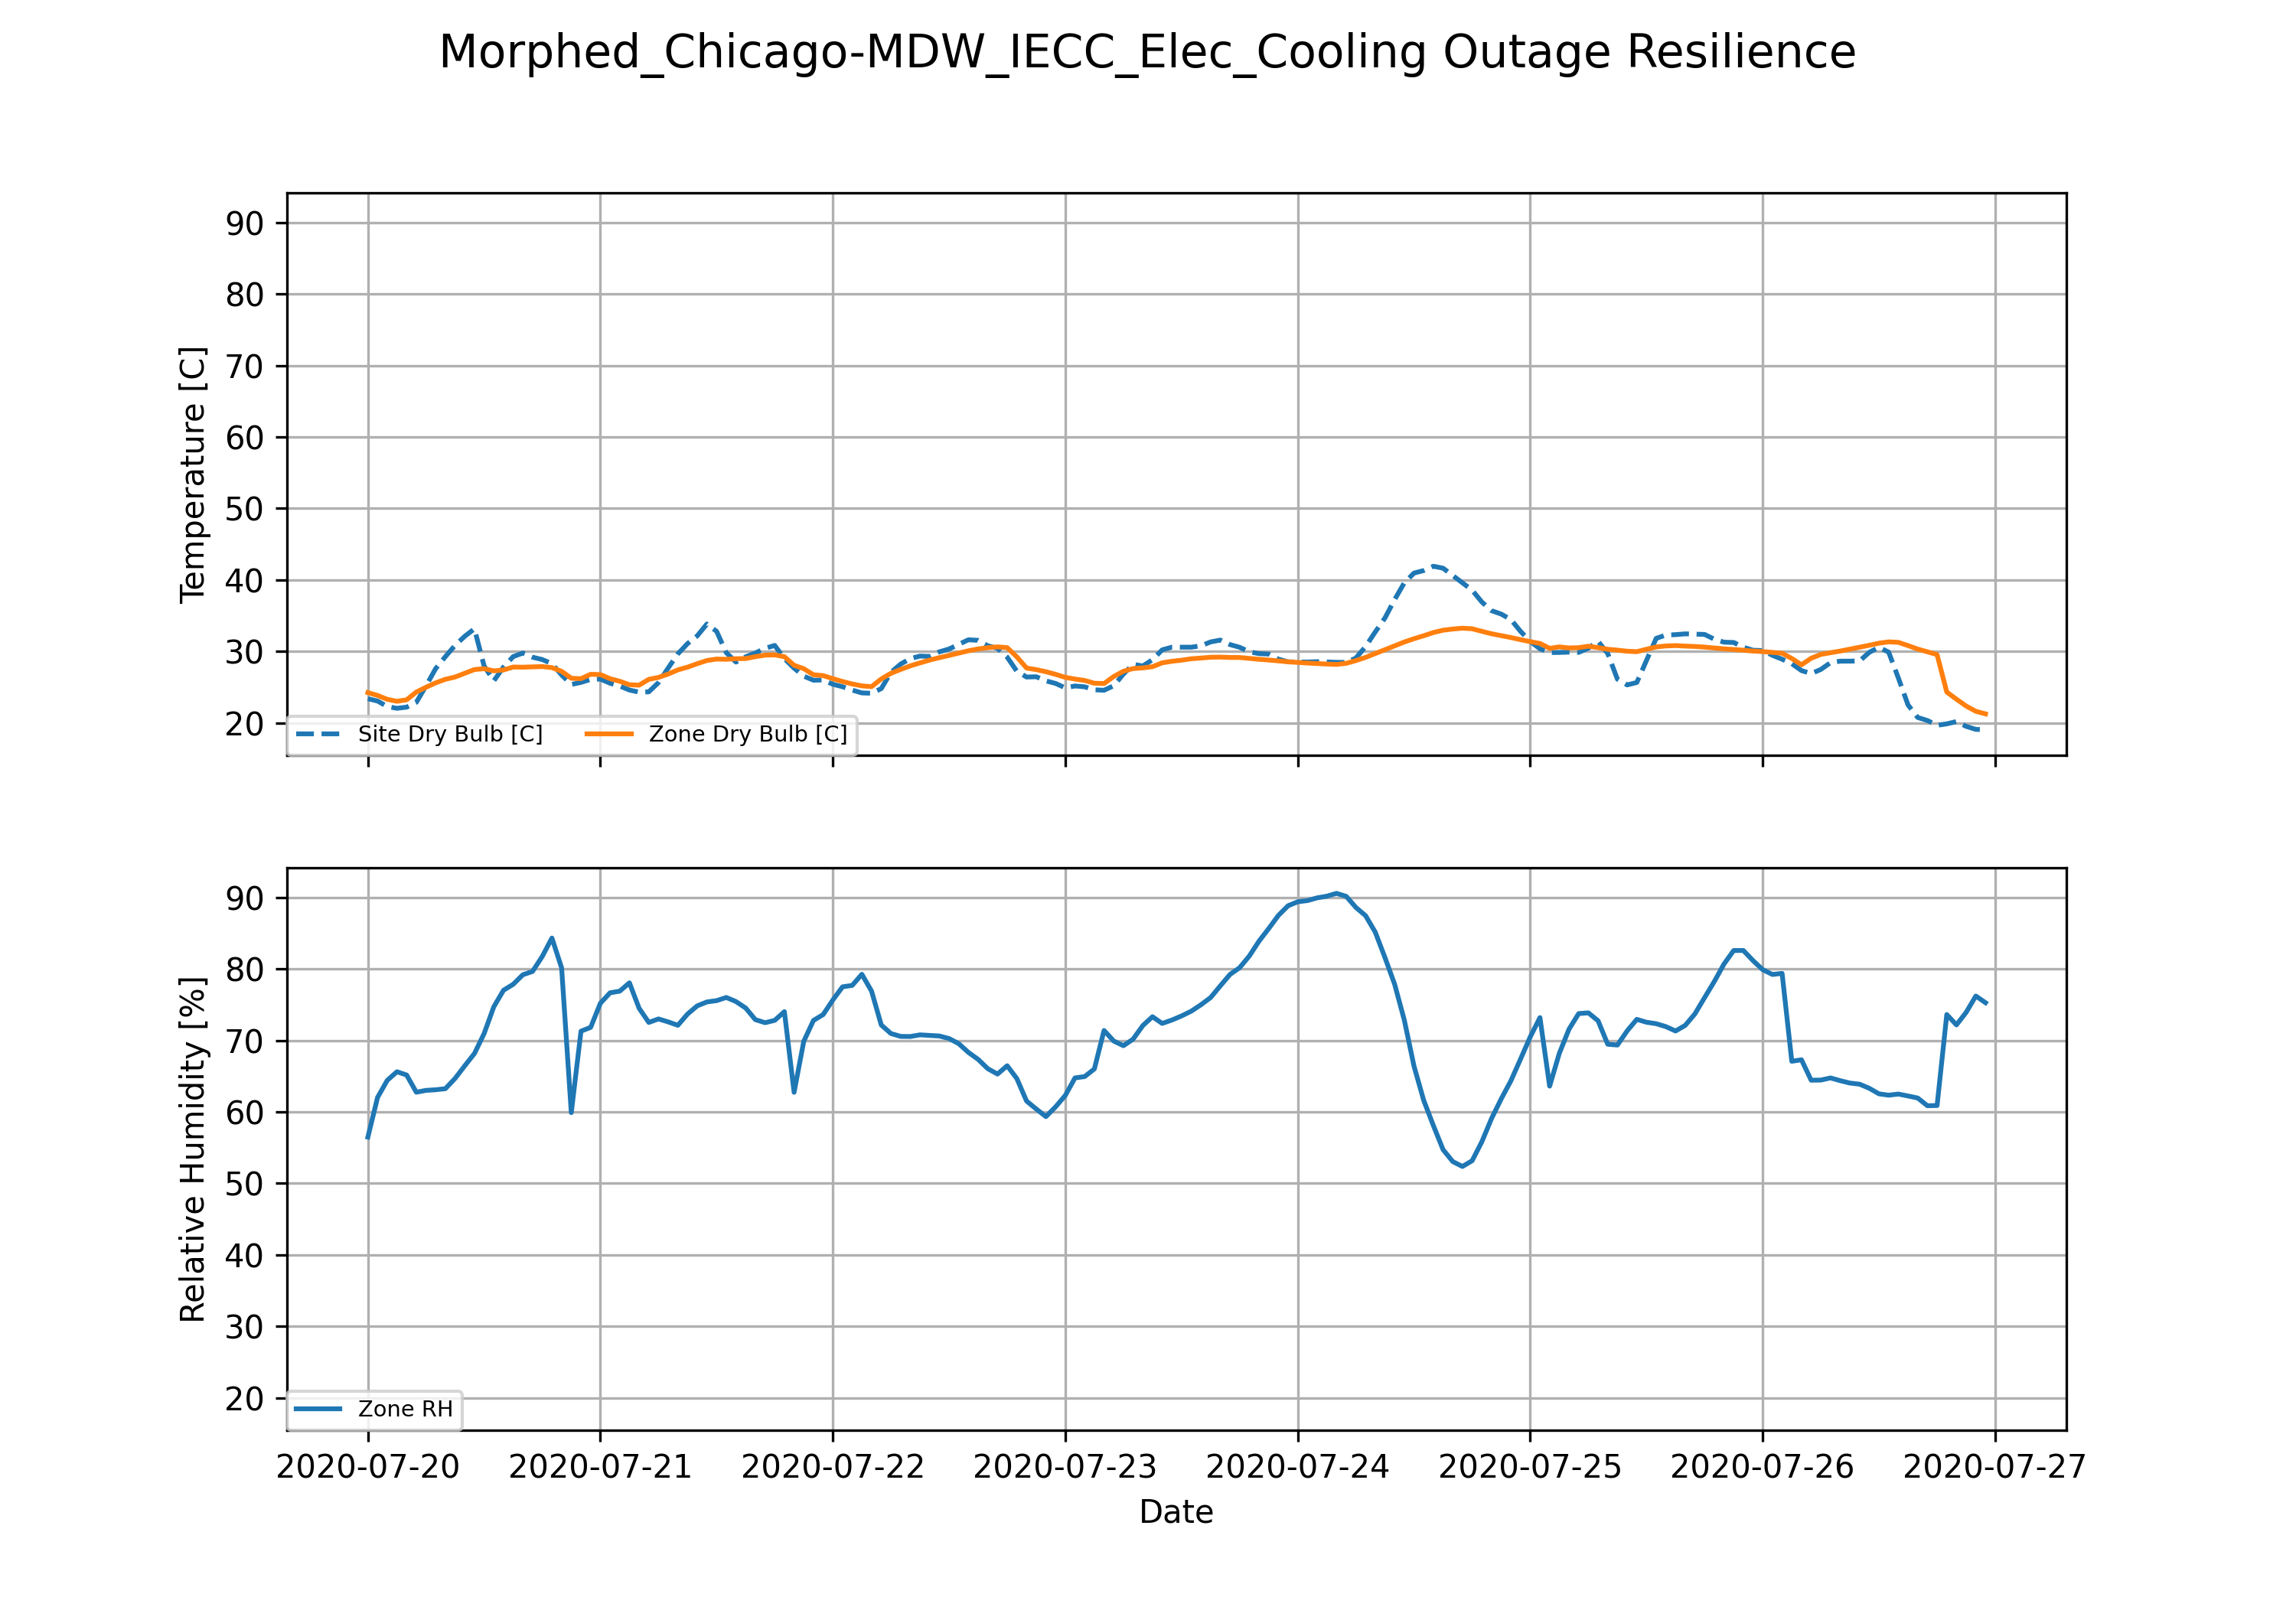 Morphed_Chicago-MDW_IECC_Elec_Cooling Outage Resilience
90
80
70
60
50
40
30
20
Temperature [C]
Site Dry Bulb [C] Zone Dry Bulb [C]
90
80
70
60
50
40
30
20
Relative Humidity [%]
Zone RH
2020-07-20 2020-07-21 2020-07-22 2020-07-23 2020-07-24 2020-07-25 2020-07-26 2020-07-27
Date